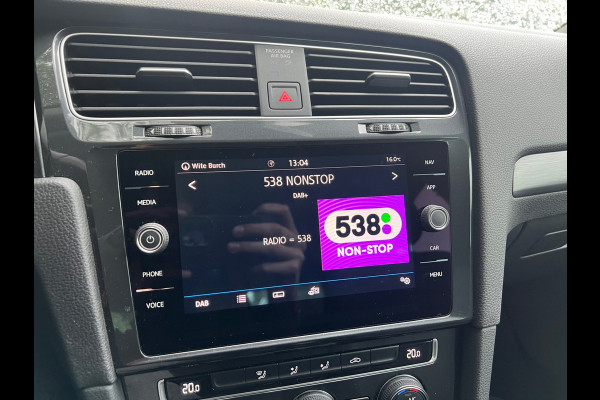 PASSENGER
AIR BAG
RADIO
MEDIA
PHONE
VOICE
Wite Burch
13:04
16.0°C
538 NONSTOP
DAB+
RADIO = 538
538
NON-STOP
DAB
NAV
APP
CAR
MENU
20.0
20.0